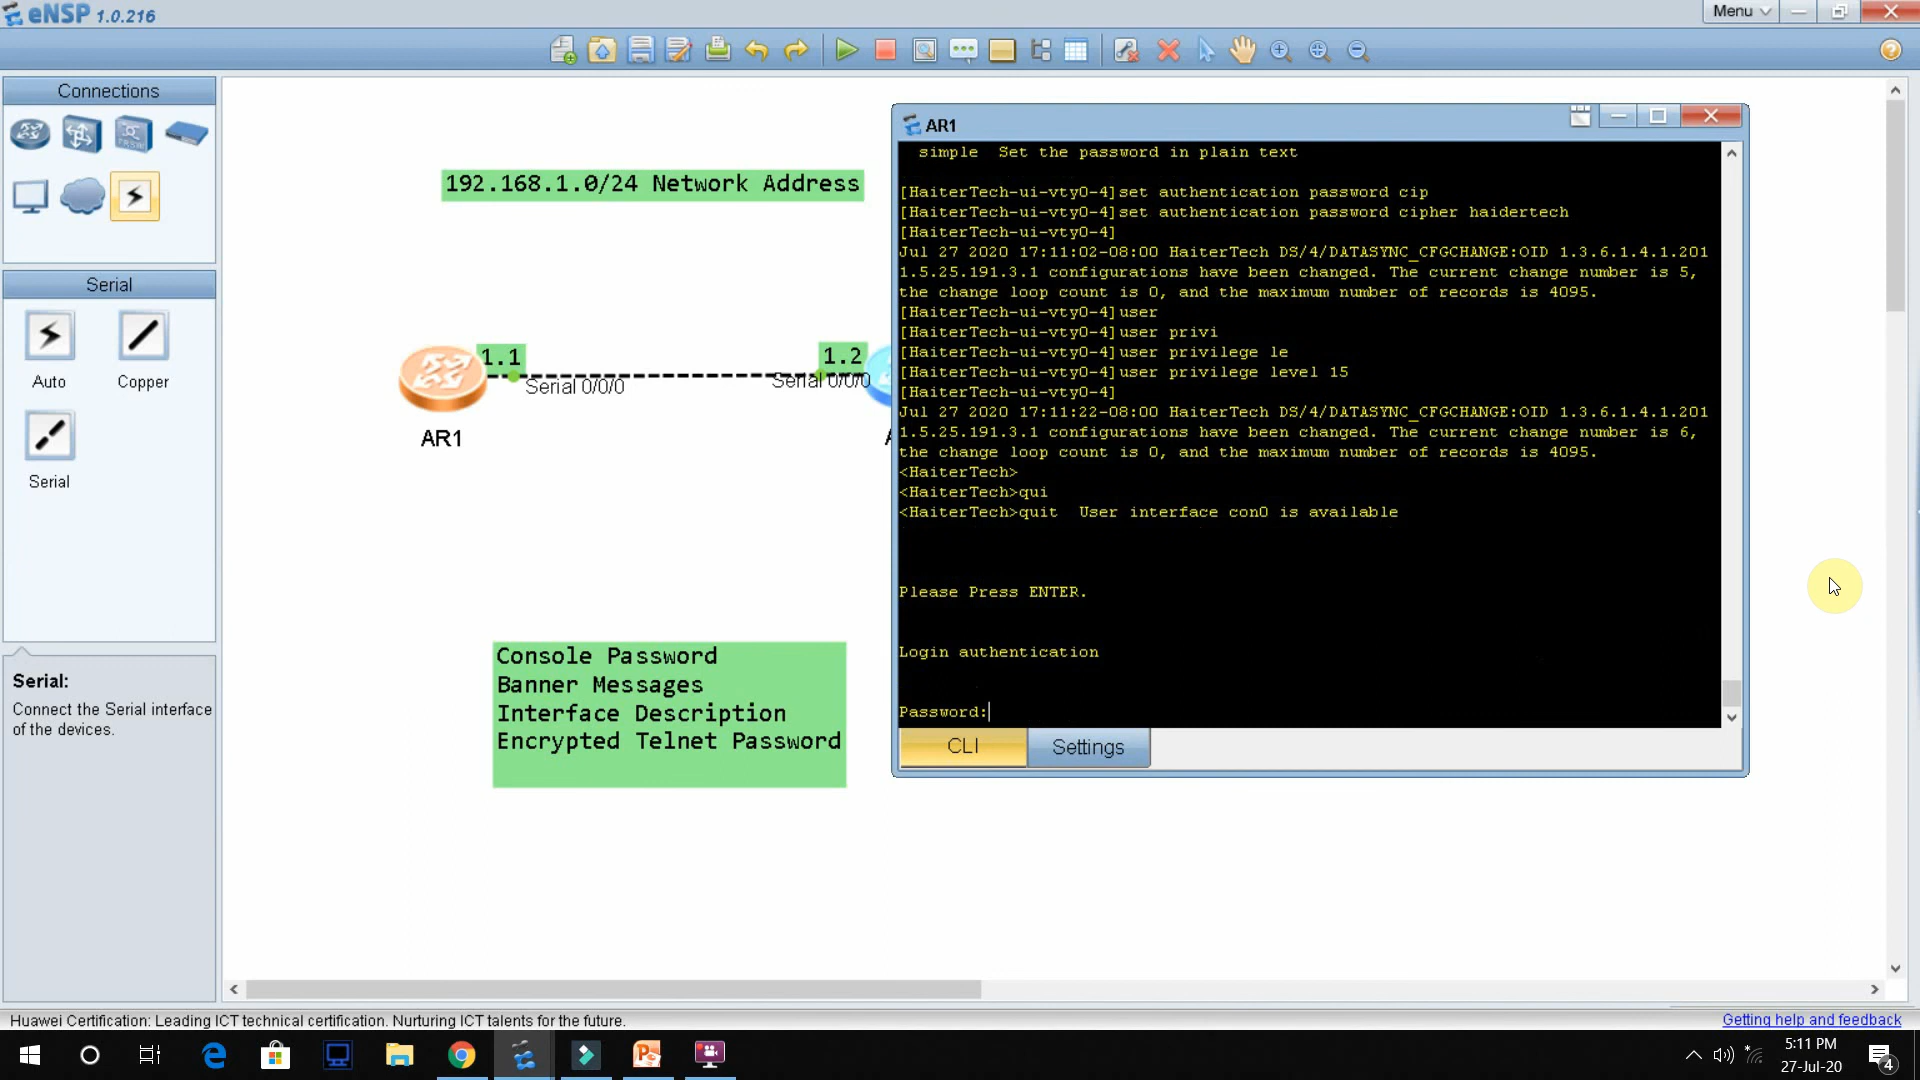 eNSP 1.0.216
Menu
Connections
Serial
Auto
Copper
Serial
Serial:
Connect the Serial interface
of the devices.
192.168.1.0/24 Network Address
1.1
1.2
Serial 0/0/0
Serial 0/0/0
AR1
Console Password
Banner Messages
Interface Description
Encrypted Telnet Password
AR1
simple  Set the password in plain text
[HaiterTech-ui-vty0-4]set authentication password cip
[HaiterTech-ui-vty0-4]set authentication password cipher haidertech
[HaiterTech-ui-vty0-4]
Jul 27 2020 17:11:02-08:00 HaiterTech DS/4/DATASYNC_CFGCHANGE:OID 1.3.6.1.4.1.201
1.5.25.191.3.1 configurations have been changed. The current change number is 5,
the change loop count is 0, and the maximum number of records is 4095.
[HaiterTech-ui-vty0-4]user
[HaiterTech-ui-vty0-4]user privi
[HaiterTech-ui-vty0-4]user privilege le
[HaiterTech-ui-vty0-4]user privilege level 15
[HaiterTech-ui-vty0-4]
Jul 27 2020 17:11:22-08:00 HaiterTech DS/4/DATASYNC_CFGCHANGE:OID 1.3.6.1.4.1.201
1.5.25.191.3.1 configurations have been changed. The current change number is 6,
the change loop count is 0, and the maximum number of records is 4095.
<HaiterTech>
<HaiterTech>qui
<HaiterTech>quit  User interface con0 is available
Please Press ENTER.
Login authentication
Password:
CLI
Settings
Huawei Certification: Leading ICT technical certification. Nurturing ICT talents for the future.
Getting help and feedback
5:11 PM
27-Jul-20
4